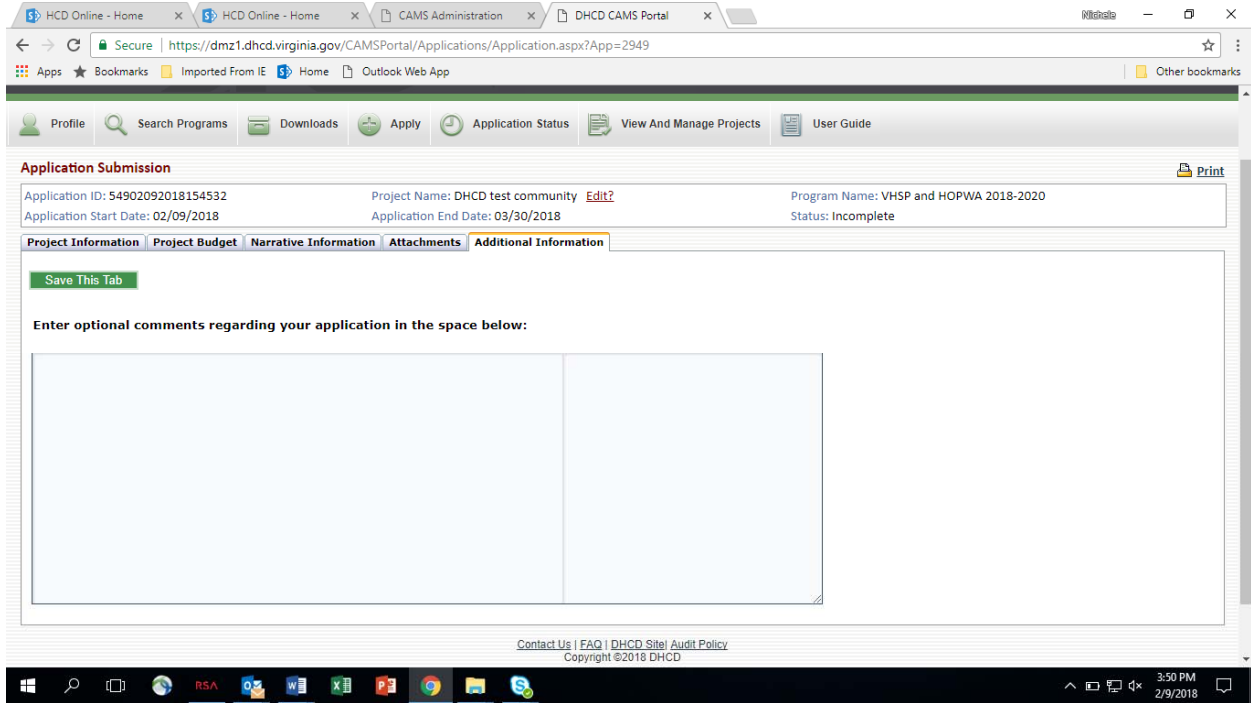 HCD Online - Home
HCD Online - Home
CAMS Administration
DHCD CAMS Portal
Michele
Secure | https://dmz1.dhcd.virginia.gov/CAMSPortal/Applications/Application.aspx?App=2949
Apps Bookmarks Imported From IE Home Outlook Web App Other bookmarks
Profile Search Programs Downloads Apply Application Status View And Manage Projects User Guide
Application Submission Print
Application ID: 54902092018154532 Project Name: DHCD test community Edit? Program Name: VHSP and HOPWA 2018-2020
Application Start Date: 02/09/2018 Application End Date: 03/30/2018 Status: Incomplete
Project Information Project Budget Narrative Information Attachments Additional Information
Save This Tab
Enter optional comments regarding your application in the space below:
Contact Us | FAQ | DHCD Site| Audit Policy
Copyright ©2018 DHCD
RSA
3:50 PM
2/9/2018